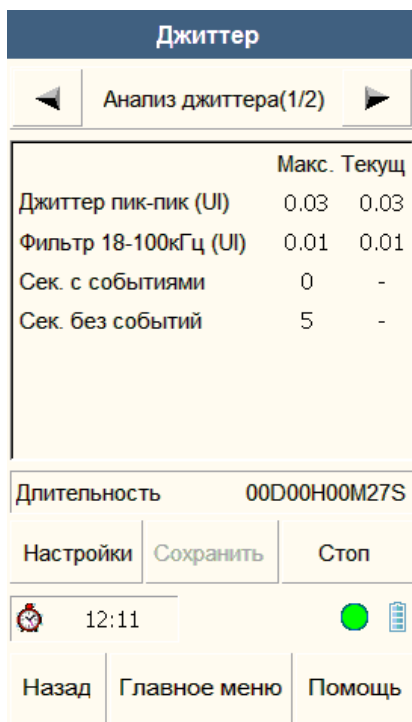 Джиттер
Анализ джиттера(1/2)
Макс. Текущ
Джиттер пик-пик (UI) 0.03 0.03
Фильтр 18-100кГц (UI) 0.01 0.01
Сек. с событиями 0 -
Сек. без событий 5 -
Длительность 00D00H00M27S
Настройки Сохранить Стоп
12:11
Назад Главное меню Помощь